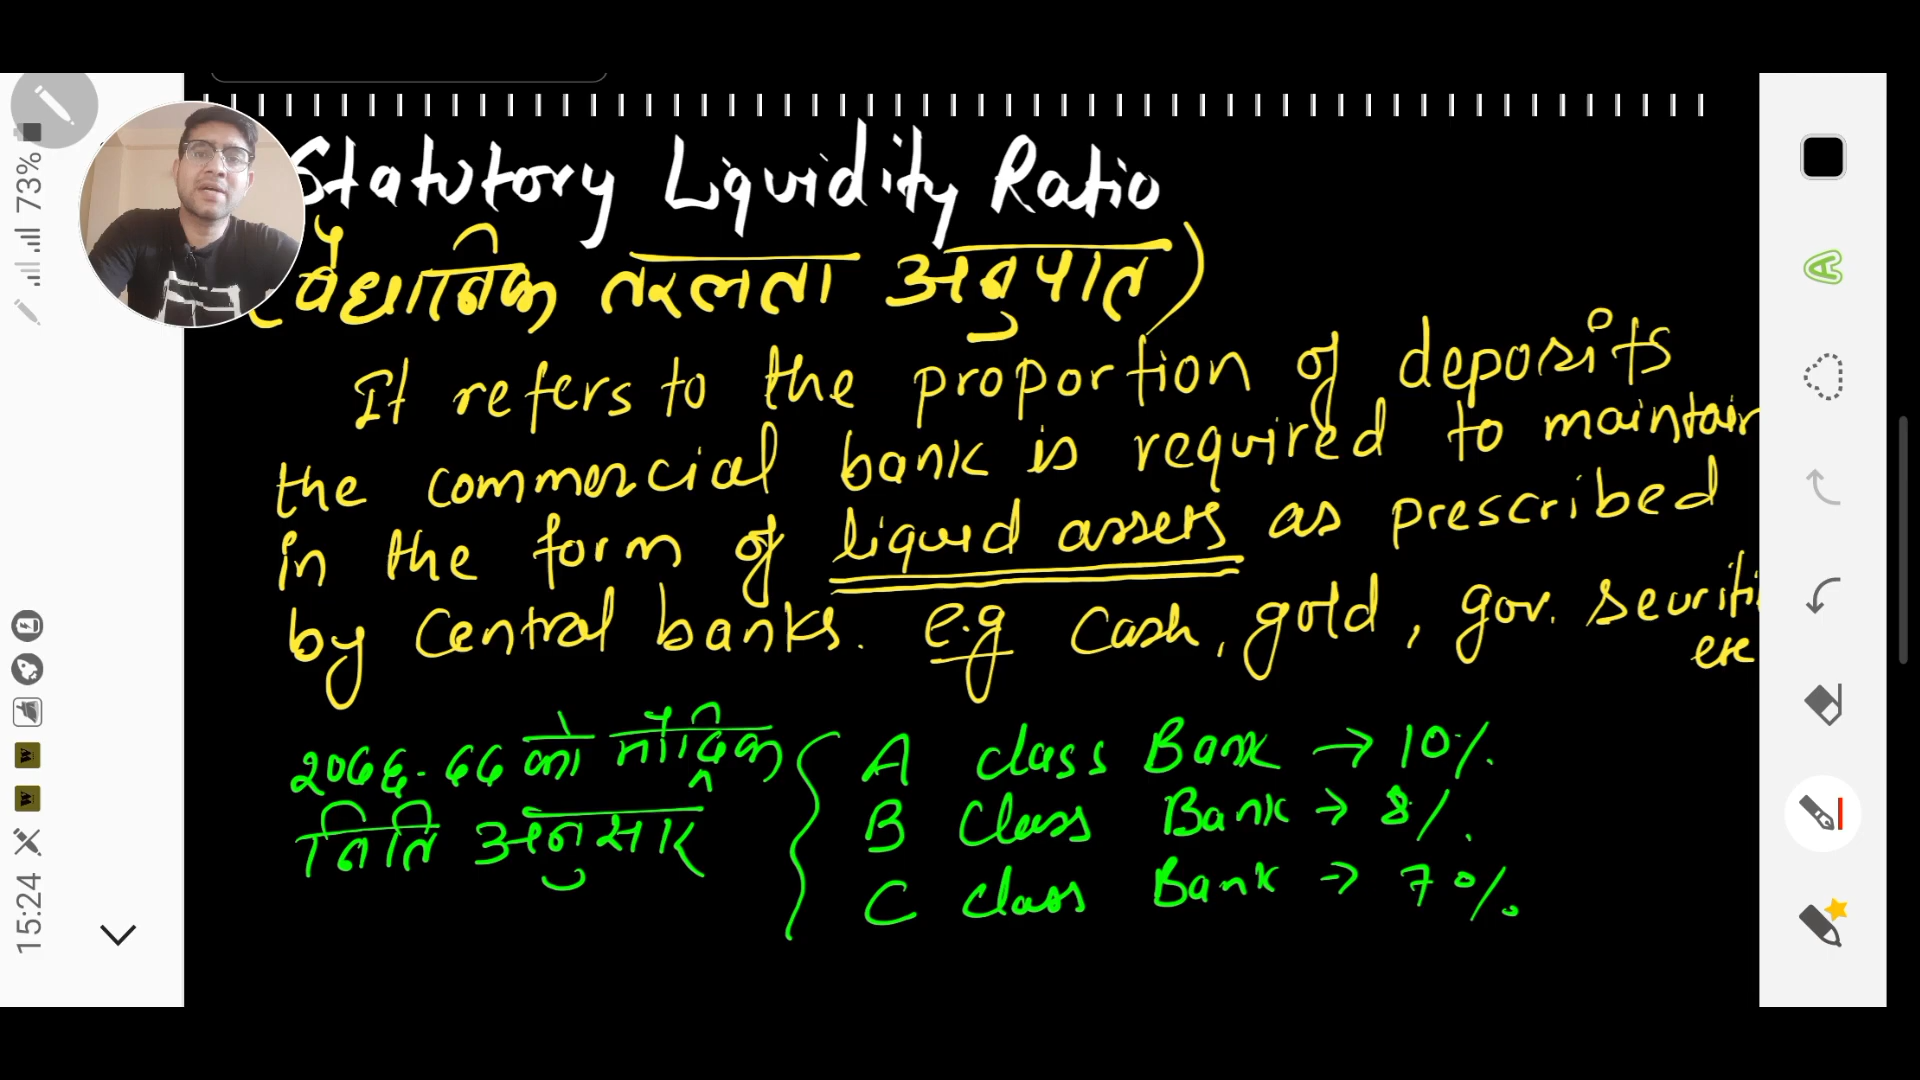 73%
15:24
Statutory Liquidity Ratio
(वैधानिक तरलता अनुपात)
It refers to the proportion of deposits
the commercial bank is required to maintain
in the form of liquid assets as prescribed
by Central banks. e.g Cash, gold, gov. securiti
etc
२०७६-७७ को मौद्रिक
निति अनुसार
A class Bank → 10%.
B Class Bank → 8%.
C class Bank → 7%.